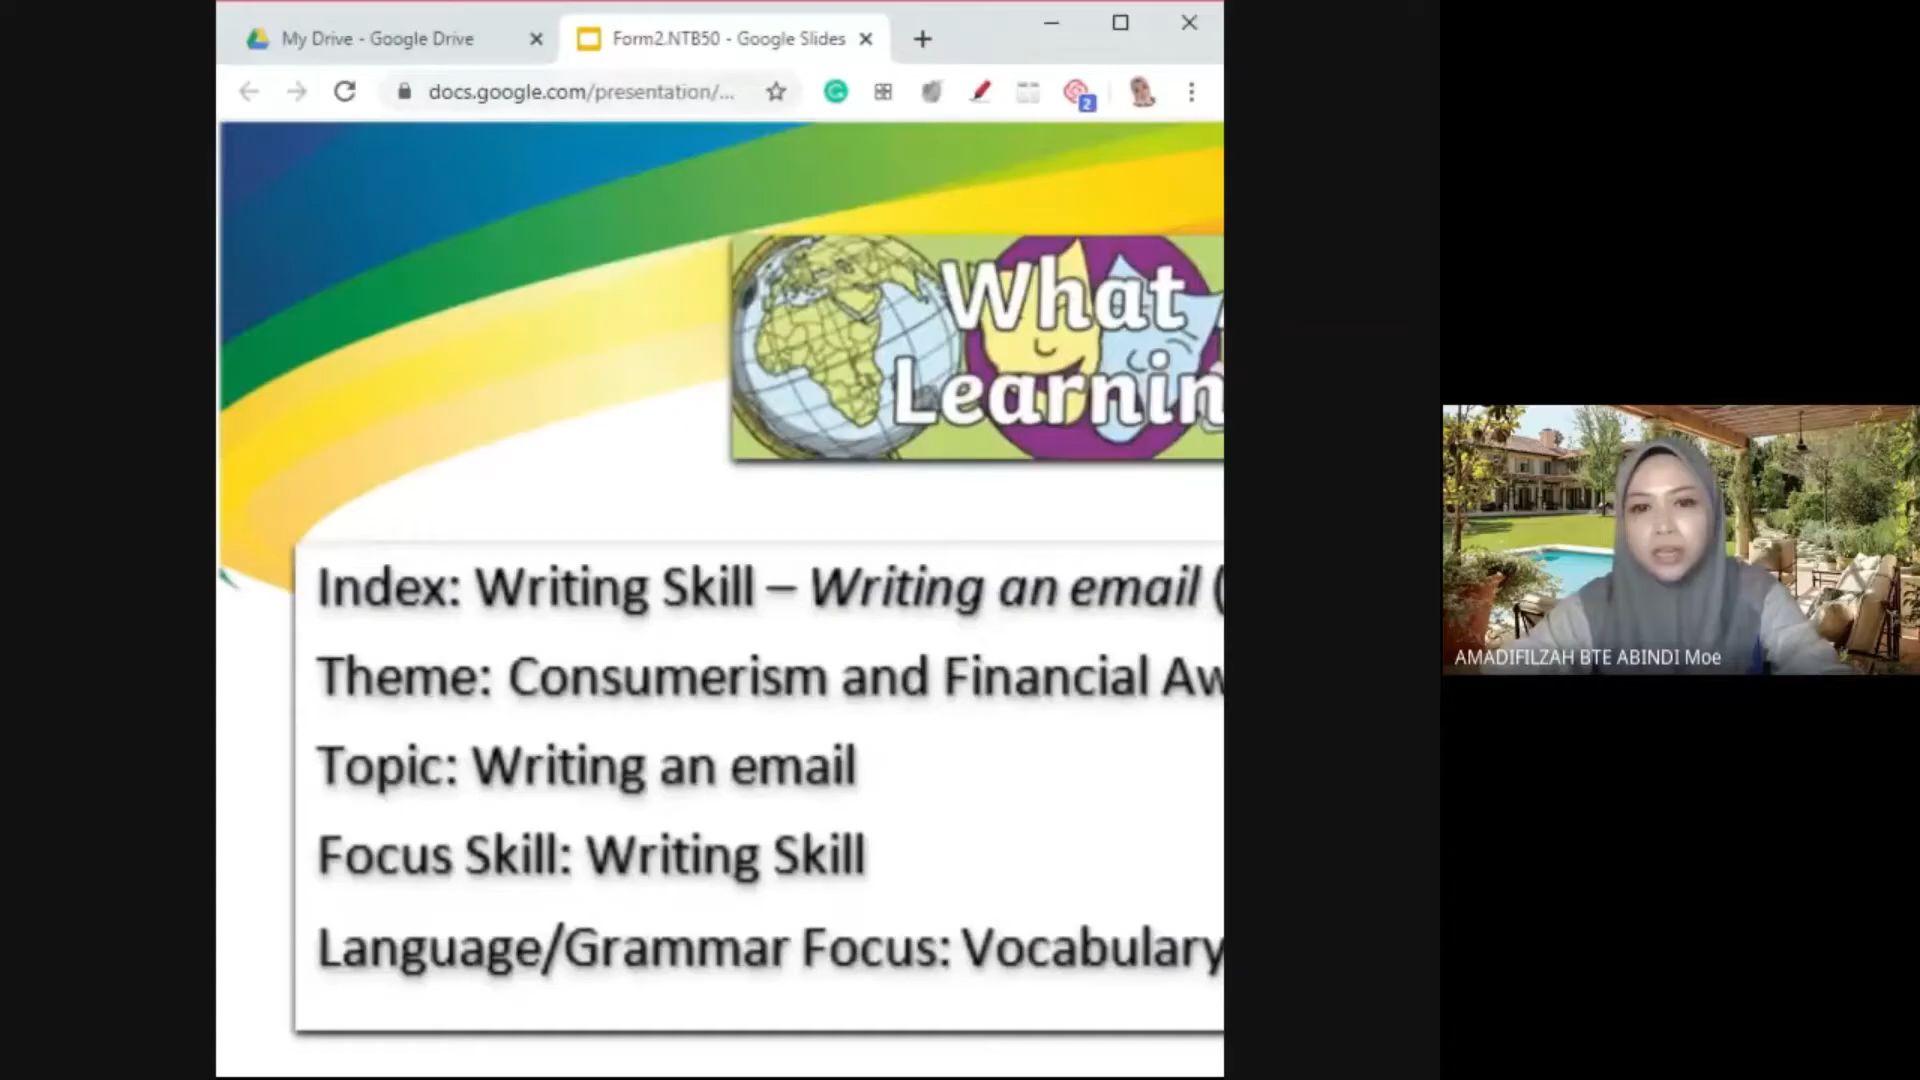 My Drive - Google Drive
Form2.NTB50 - Google Slides
docs.google.com/presentation/...
2
What
Learnin
Index: Writing Skill – Writing an email (
Theme: Consumerism and Financial Aw
Topic: Writing an email
Focus Skill: Writing Skill
Language/Grammar Focus: Vocabulary
AMADIFILZAH BTE ABINDI Moe